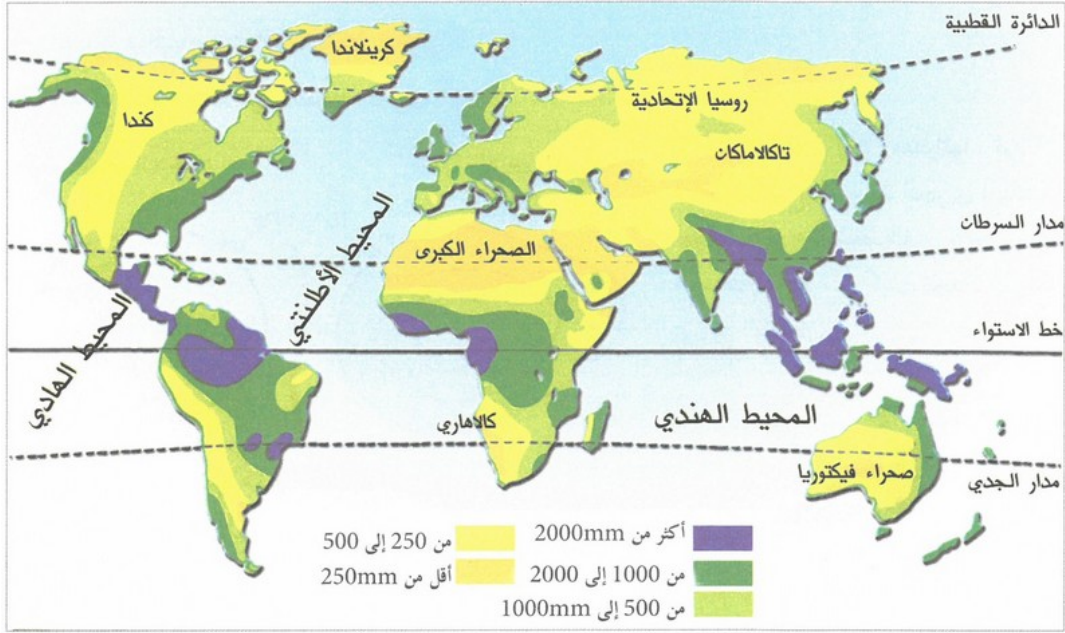 الدائرة القطبية
كرينلاندا
روسيا الإتحادية
كندا
تاكالاماكان
المحيط الأطلنتي
مدار السرطان
الصحراء الكبرى
المحيط الهادي
خط الاستواء
المحيط الهندي
كالاهاري
صحراء فيكتوريا
مدار الجدي
أكثر من 2000mm
من 1000 إلى 2000
من 500 إلى 1000mm
من 250 إلى 500
أقل من 250mm